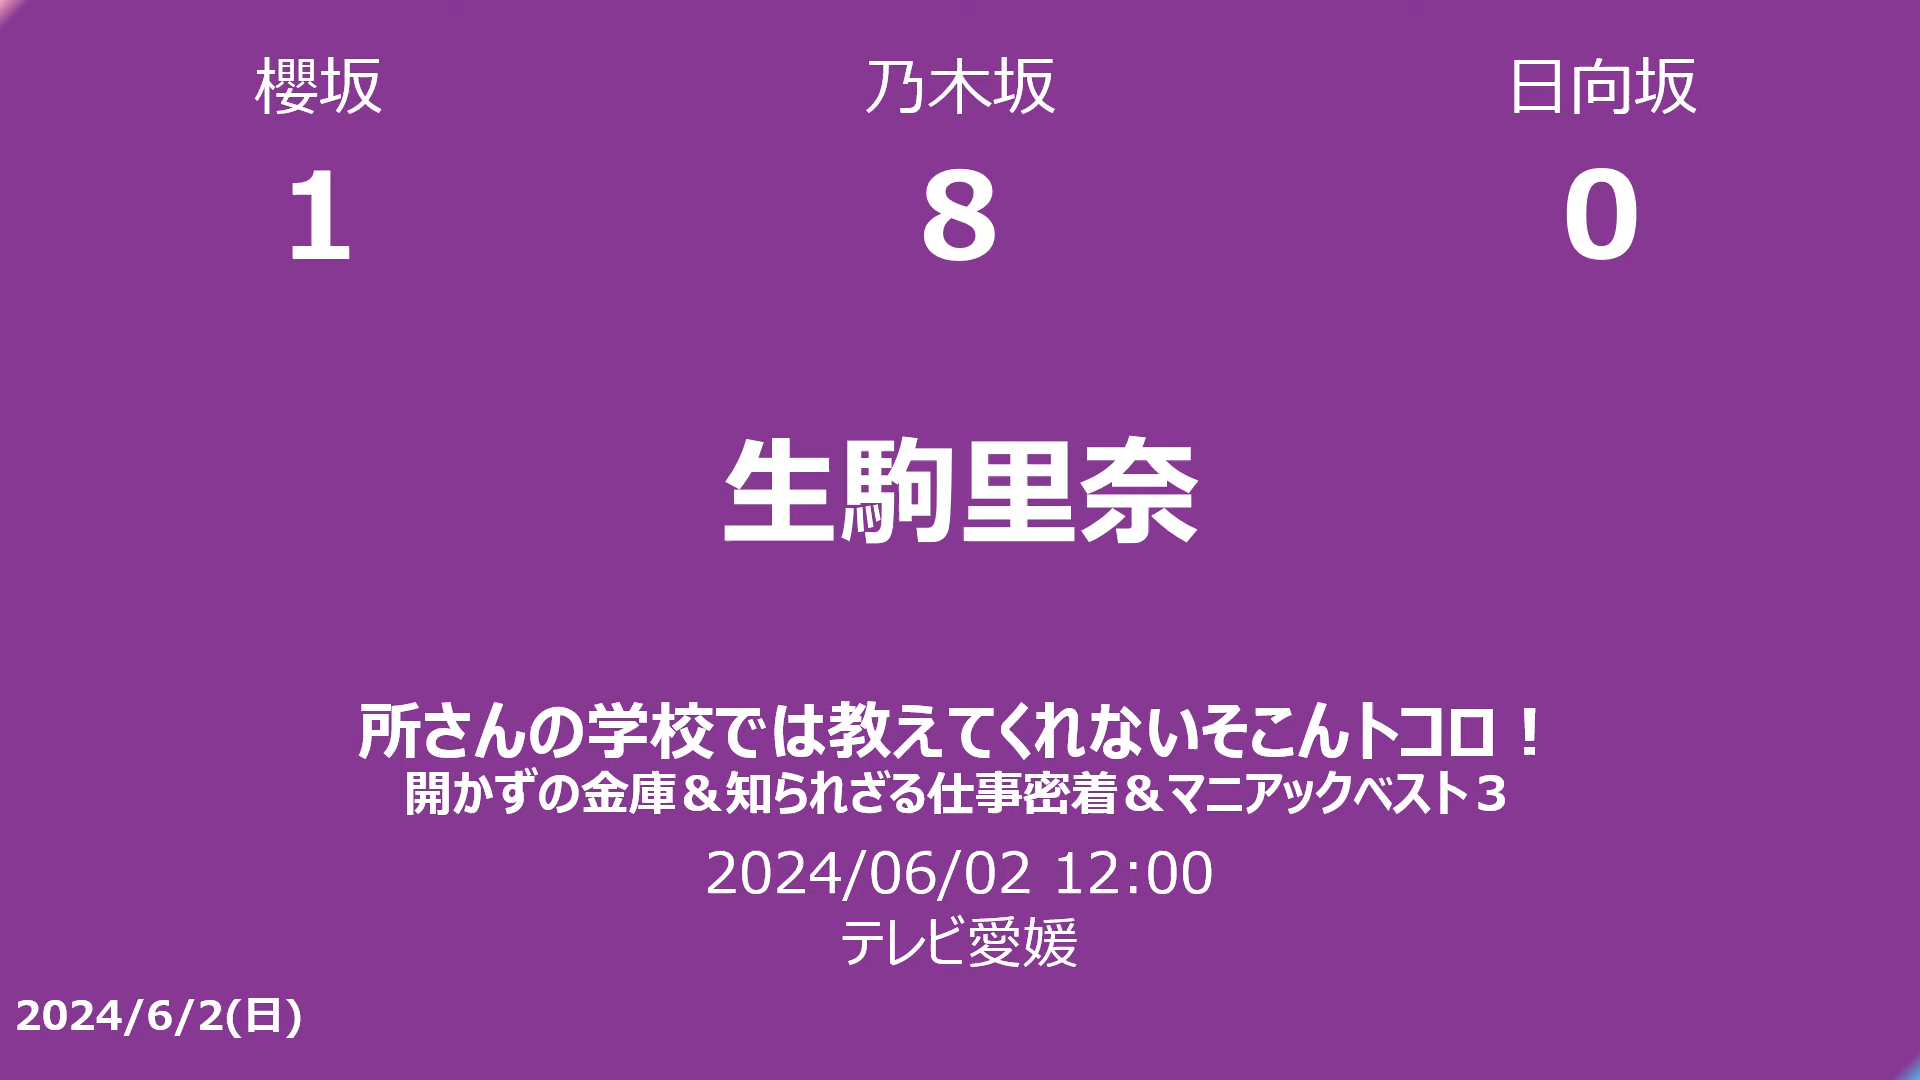 櫻坂 乃木坂 日向坂
1 8 0
生駒里奈
所さんの学校では教えてくれないそこんトコロ！
開かずの金庫＆知られざる仕事密着＆マニアックベスト３
2024/06/02 12:00
テレビ愛媛
2024/6/2(日)